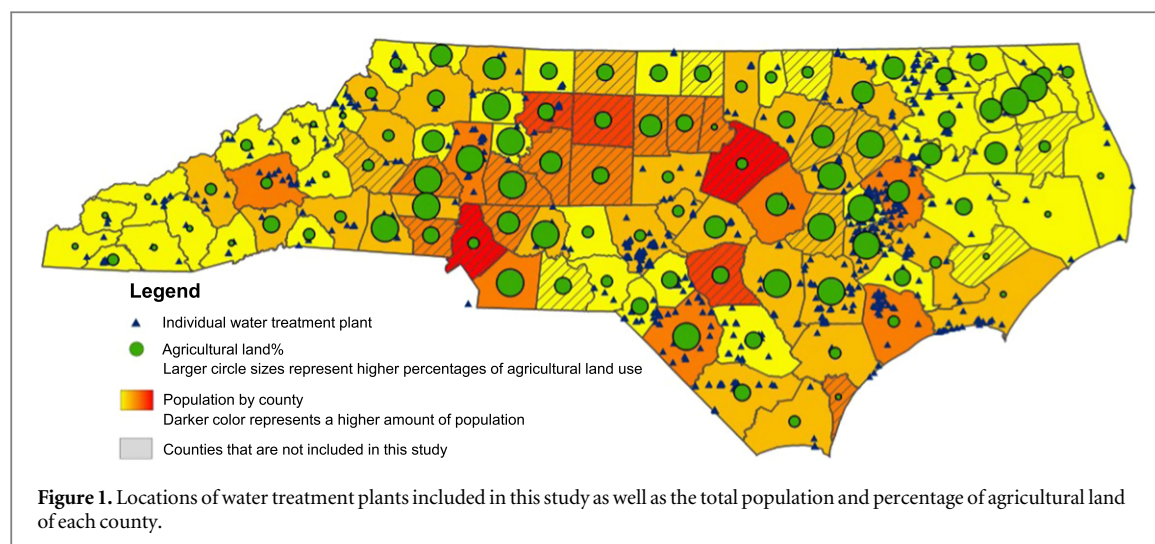 Legend
Individual water treatment plant
Agricultural land%
Larger circle sizes represent higher percentages of agricultural land use
Population by county
Darker color represents a higher amount of population
Counties that are not included in this study
Figure 1. Locations of water treatment plants included in this study as well as the total population and percentage of agricultural land
of each county.